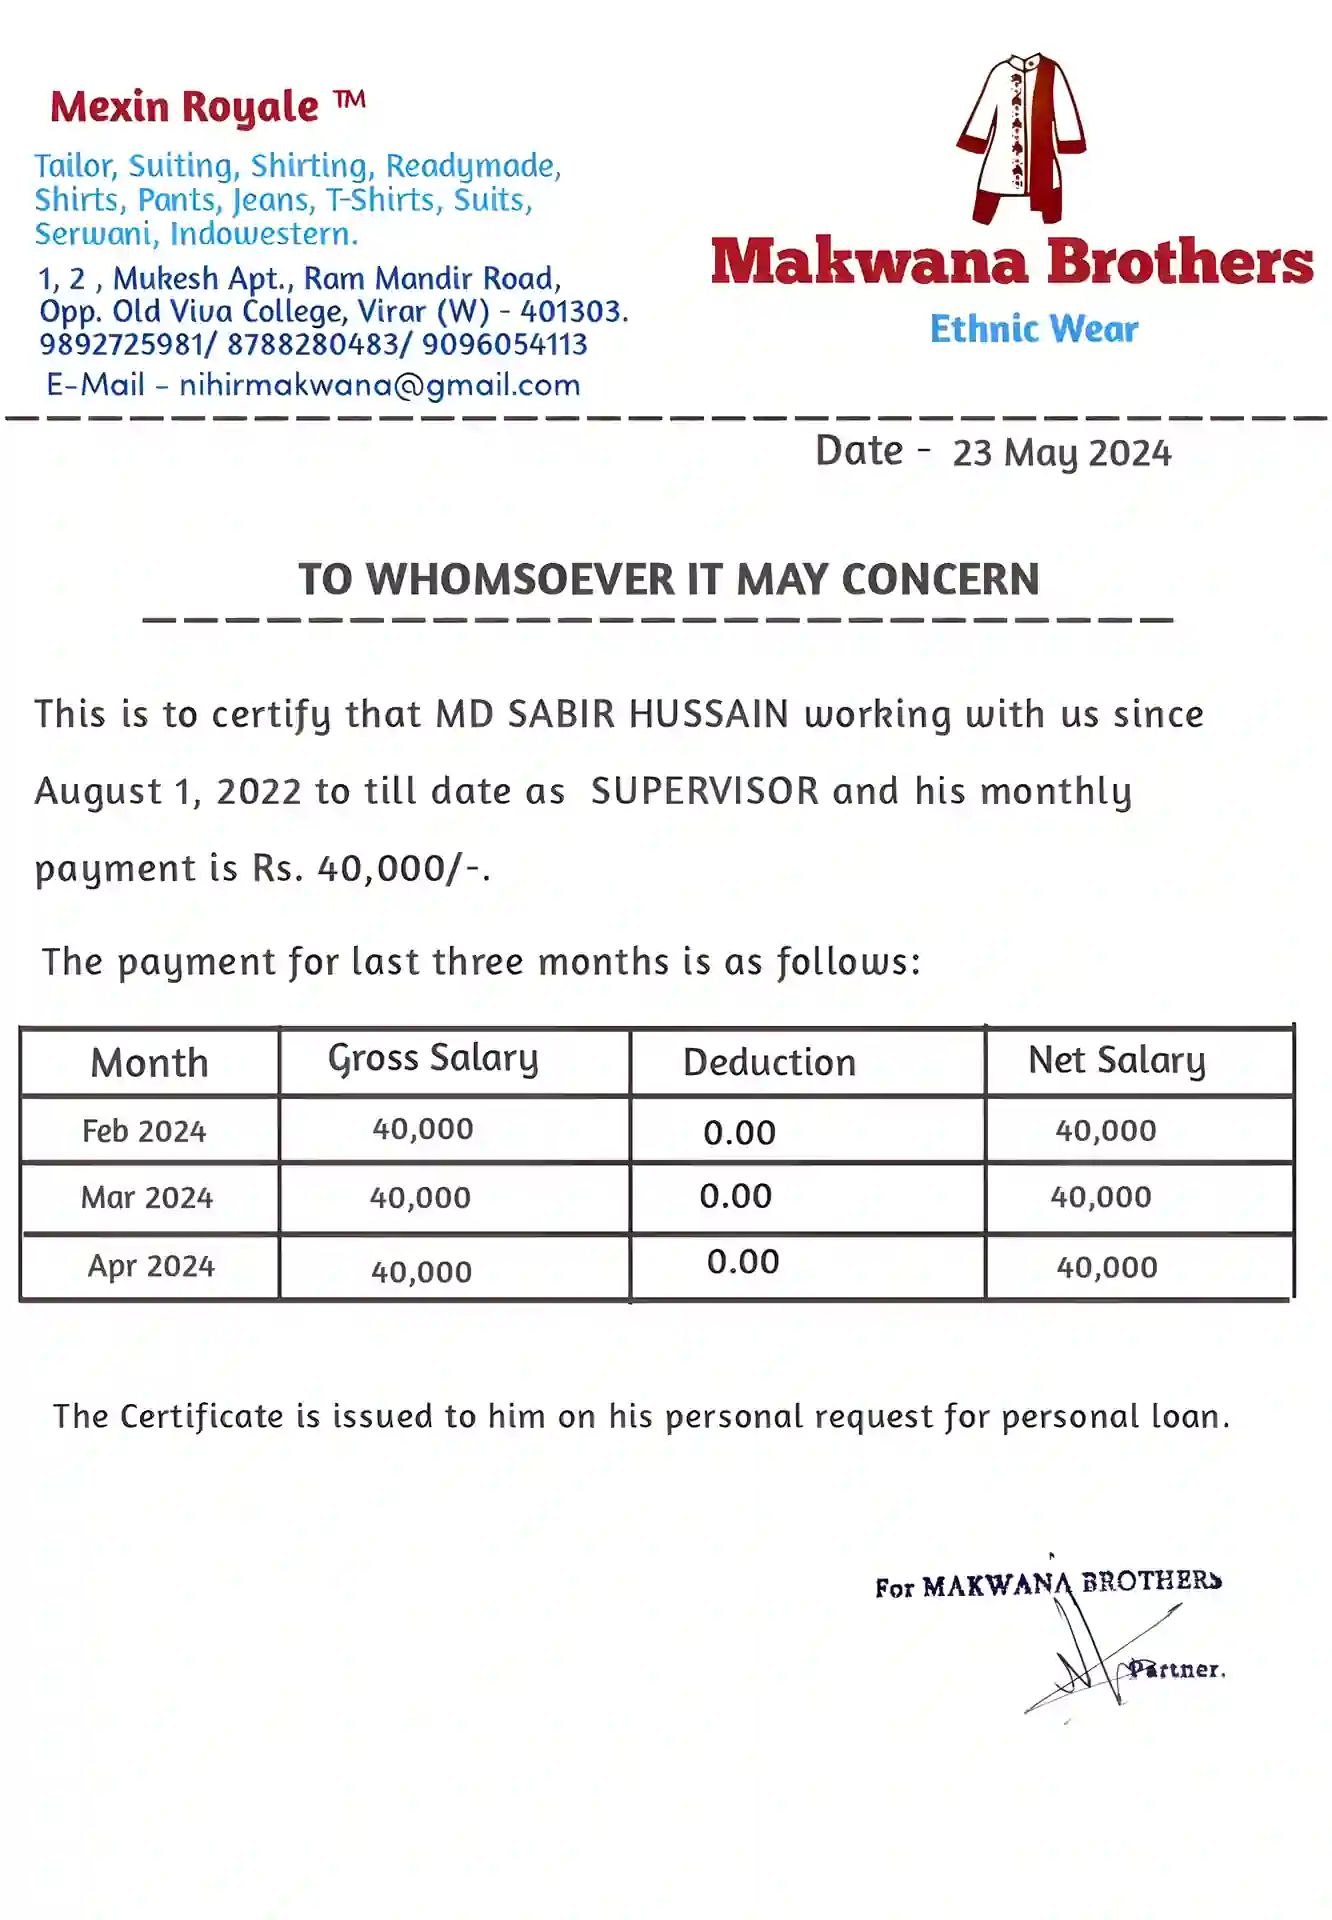 Mexin Royale ™
Tailor, Suiting, Shirting, Readymade,
Shirts, Pants, Jeans, T-Shirts, Suits,
Serwani, Indowestern.
1, 2 , Mukesh Apt., Ram Mandir Road,
Opp. Old Viva College, Virar (W) - 401303.
9892725981/ 8788280483/ 9096054113
E-Mail - nihirmakwana@gmail.com
Makwana Brothers
Ethnic Wear
Date - 23 May 2024
TO WHOMSOEVER IT MAY CONCERN
This is to certify that MD SABIR HUSSAIN working with us since
August 1, 2022 to till date as SUPERVISOR and his monthly
payment is Rs. 40,000/-.
The payment for last three months is as follows:
Month Gross Salary Deduction Net Salary
Feb 2024 40,000 0.00 40,000
Mar 2024 40,000 0.00 40,000
Apr 2024 40,000 0.00 40,000
The Certificate is issued to him on his personal request for personal loan.
For MAKWANA BROTHERS
Partner.